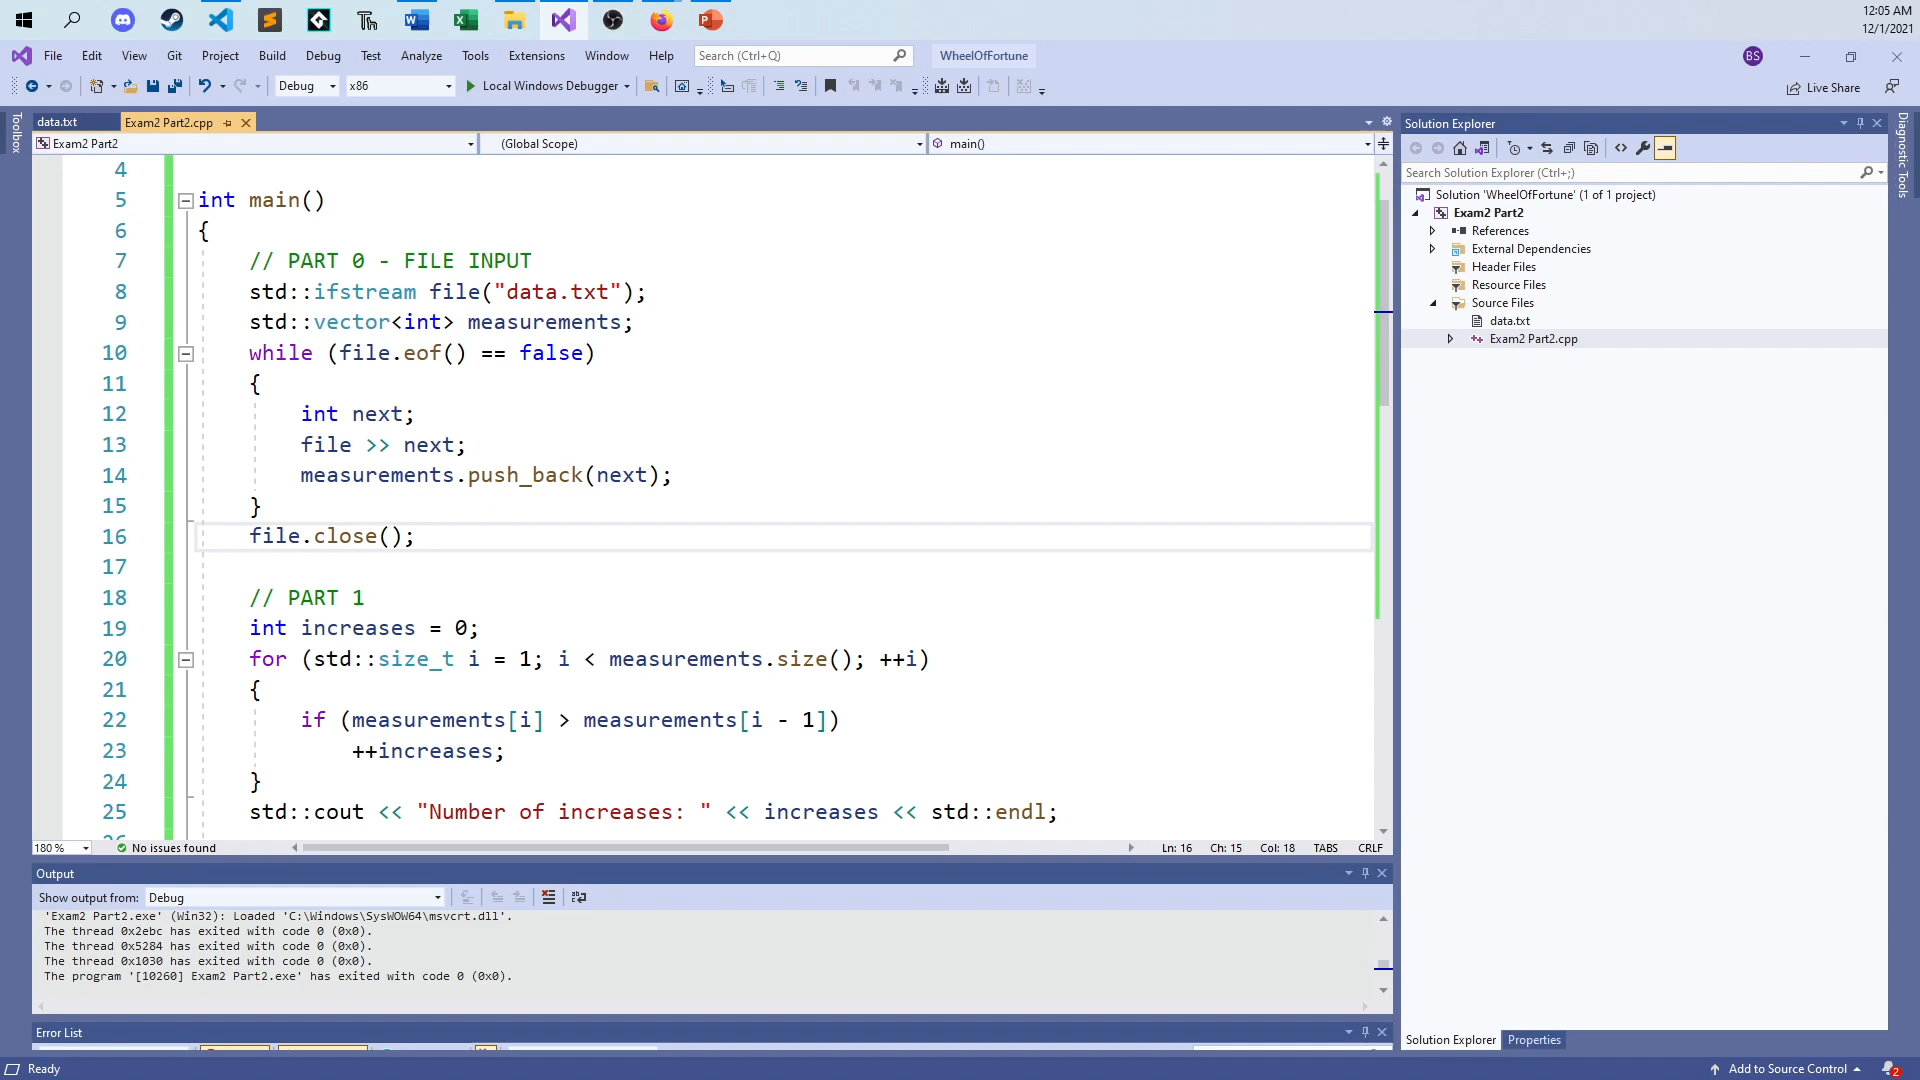 12:05 AM
12/1/2021
File Edit View Git Project Build Debug Test Analyze Tools Extensions Window Help Search (Ctrl+Q) WheelOfFortune BS
Debug x86 Local Windows Debugger Live Share
Toolbox
data.txt Exam2 Part2.cpp
Exam2 Part2 (Global Scope) main()
4
5 int main()
6 {
7 // PART 0 - FILE INPUT
8 std::ifstream file("data.txt");
9 std::vector<int> measurements;
10 while (file.eof() == false)
11 {
12 int next;
13 file >> next;
14 measurements.push_back(next);
15 }
16 file.close();
17
18 // PART 1
19 int increases = 0;
20 for (std::size_t i = 1; i < measurements.size(); ++i)
21 {
22 if (measurements[i] > measurements[i - 1])
23 ++increases;
24 }
25 std::cout << "Number of increases: " << increases << std::endl;
180 % No issues found Ln: 16 Ch: 15 Col: 18 TABS CRLF
Output
Show output from: Debug
'Exam2 Part2.exe' (Win32): Loaded 'C:\Windows\SysWOW64\msvcrt.dll'.
The thread 0x2ebc has exited with code 0 (0x0).
The thread 0x5284 has exited with code 0 (0x0).
The thread 0x1030 has exited with code 0 (0x0).
The program '[10260] Exam2 Part2.exe' has exited with code 0 (0x0).
Error List
Solution Explorer
Search Solution Explorer (Ctrl+;)
Solution 'WheelOfFortune' (1 of 1 project)
Exam2 Part2
References
External Dependencies
Header Files
Resource Files
Source Files
data.txt
Exam2 Part2.cpp
Solution Explorer Properties
Diagnostic Tools
Ready Add to Source Control 2